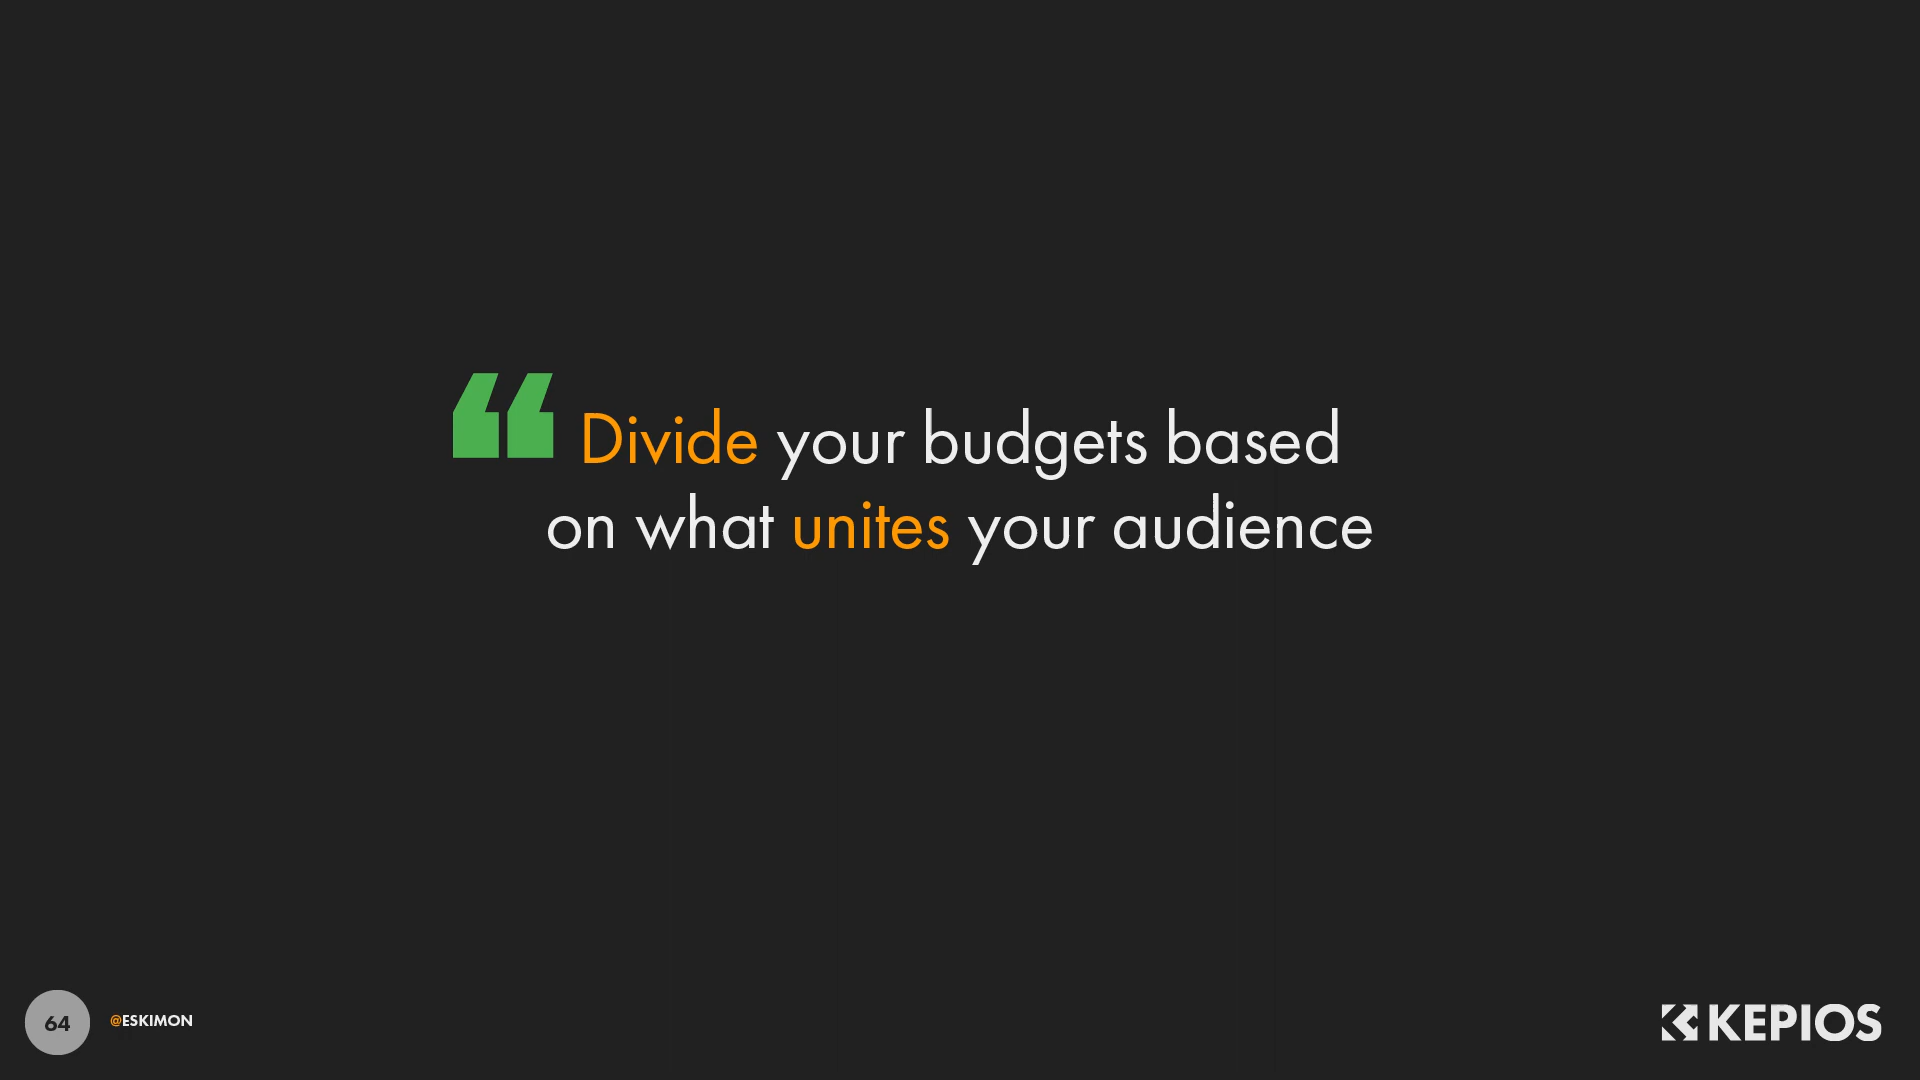 “ Divide your budgets based
on what unites your audience
64
@ESKIMON
KEPIOS